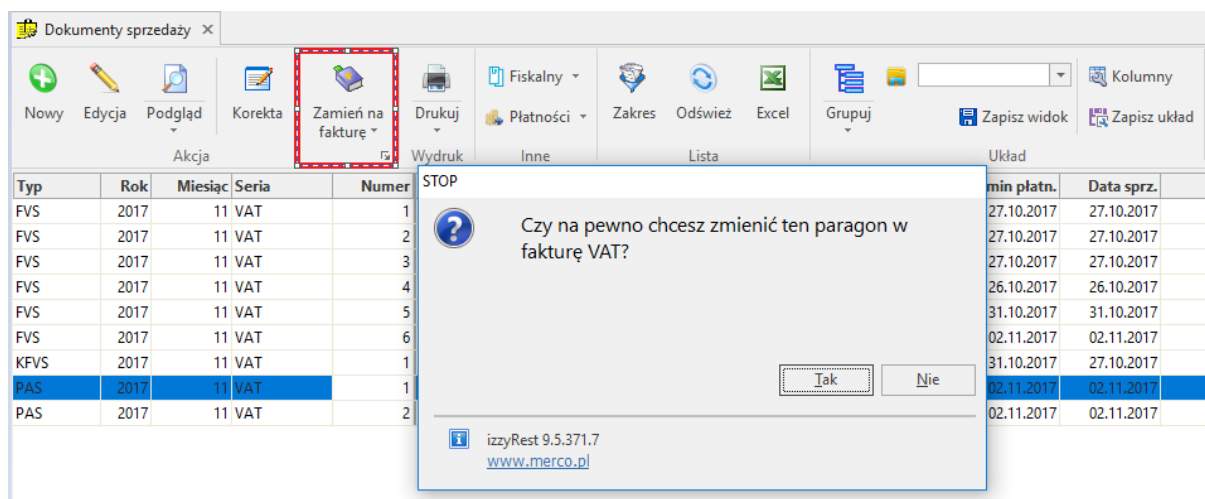 Dokumenty sprzedaży ×
Nowy
Edycja
Podgląd
Korekta
Zamień na
fakturę
Drukuj
Fiskalny
Płatności
Zakres
Odśwież
Excel
Grupuj
Zapisz widok
Kolumny
Zapisz układ
Akcja Wydruk Inne Lista Układ
Typ Rok Miesiąc Seria Numer min płatn. Data sprz.
FVS 2017 11 VAT 1 27.10.2017 27.10.2017
FVS 2017 11 VAT 2 27.10.2017 27.10.2017
FVS 2017 11 VAT 3 27.10.2017 27.10.2017
FVS 2017 11 VAT 4 26.10.2017 26.10.2017
FVS 2017 11 VAT 5 31.10.2017 31.10.2017
FVS 2017 11 VAT 6 02.11.2017 02.11.2017
KFVS 2017 11 VAT 1 31.10.2017 27.10.2017
PAS 2017 11 VAT 1 02.11.2017 02.11.2017
PAS 2017 11 VAT 2 02.11.2017 02.11.2017
STOP
Czy na pewno chcesz zmienić ten paragon w
fakturę VAT?
Tak Nie
izzyRest 9.5.371.7
www.merco.pl